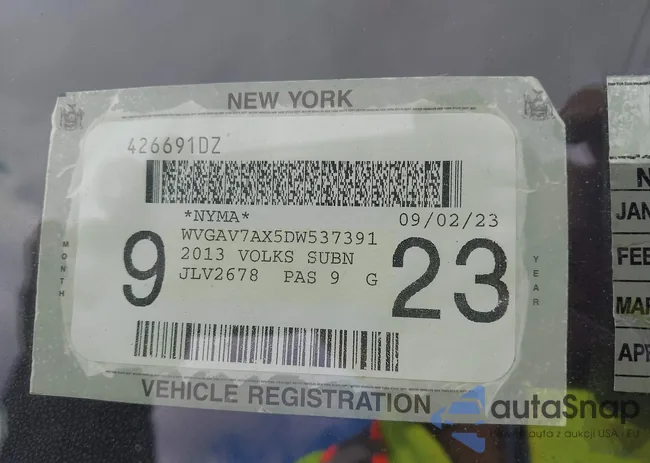 NEW YORK
426691DZ
*NYMA*
09/02/23
WVGAV7AX5DW537391
2013 VOLKS SUBN
JLV2678 PAS 9 G
MONTH
9
23
YEAR
VEHICLE REGISTRATION
N
JAN
FEB
MAR
APR
autaSnap